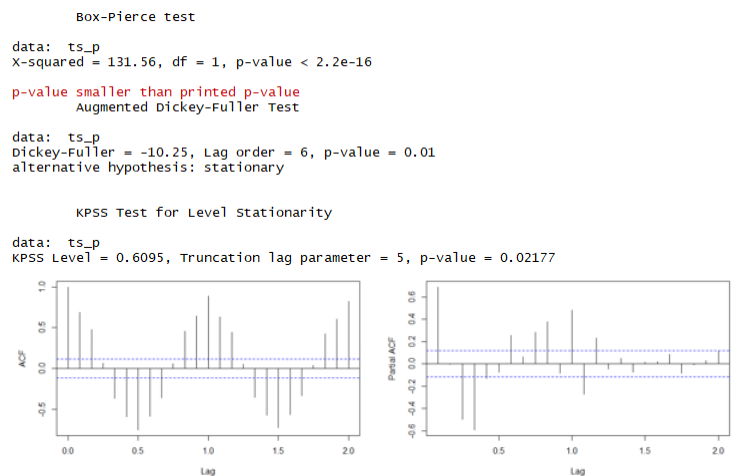 Box-Pierce test
data: ts_p
X-squared = 131.56, df = 1, p-value < 2.2e-16
p-value smaller than printed p-value
Augmented Dickey-Fuller Test
data: ts_p
Dickey-Fuller = -10.25, Lag order = 6, p-value = 0.01
alternative hypothesis: stationary
KPSS Test for Level Stationarity
data: ts_p
KPSS Level = 0.6095, Truncation lag parameter = 5, p-value = 0.02177
ACF
1.0
0.5
0.0
-0.5
0.0 0.5 1.0 1.5 2.0
Lag
Partial ACF
0.6
0.4
0.2
0.0
-0.2
-0.4
-0.6
0.5 1.0 1.5 2.0
Lag